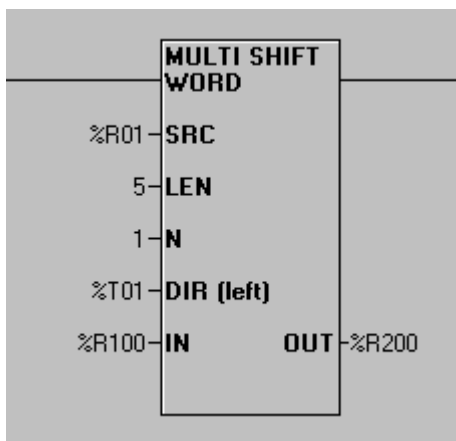 MULTI SHIFT
WORD
%R01 SRC
5 LEN
1 N
%T01 DIR (left)
%R100 IN OUT %R200